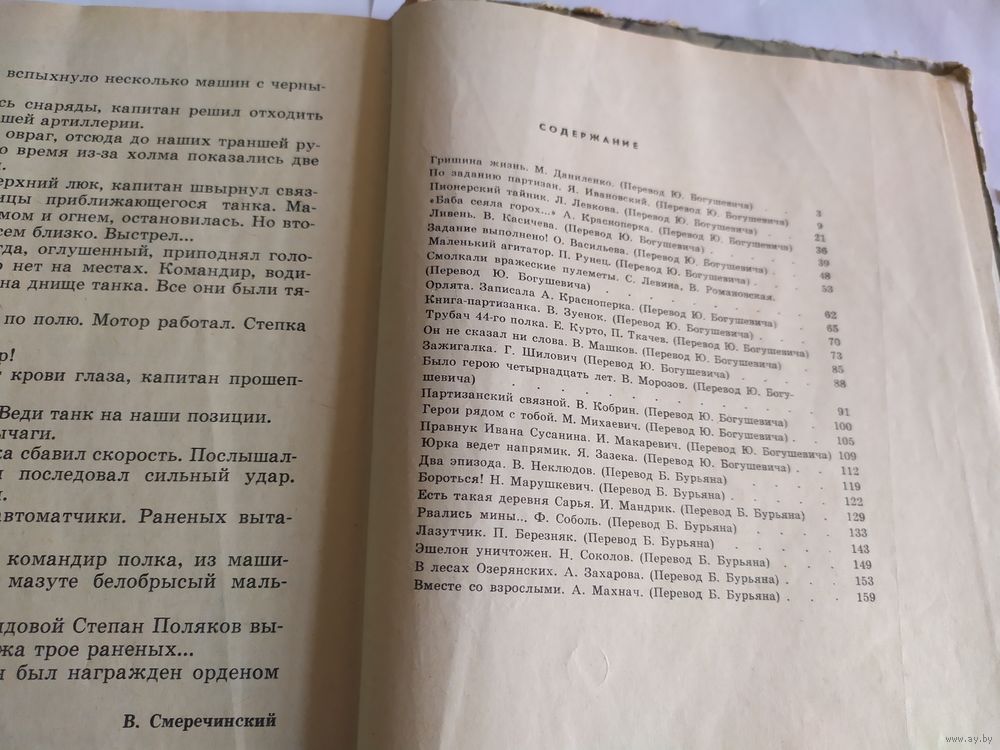 вспыхнуло несколько машин с черны-
сь снаряды, капитан решил отходить
шей артиллерии.
овраг, отсюда до наших траншей ру-
о время из-за холма показались две
ерхний люк, капитан швырнул связ-
ницы приближающегося танка. Ма-
мом и огнем, остановилась. Но вто-
сем близко. Выстрел...
гда, оглушенный, приподнял голо-
о нет на местах. Командир, води-
на днище танка. Все они были тя-
по полю. Мотор работал. Степка
р!
крови глаза, капитан прошеп-
Веди танк на наши позиции.
ычаги.
ка сбавил скорость. Послышал-
и последовал сильный удар.
автоматчики. Раненых выта-
командир полка, из маши-
мазуте белобрысый маль-
ядовой Степан Поляков вы-
жа трое раненых...
н был награжден орденом
В. Смеречинский
СОДЕРЖАНИЕ
Гришина жизнь. М. Даниленко. (Перевод Ю. Богушевича) . . 3
По заданию партизан. Я. Ивановский. (Перевод Ю. Богушевича) 9
Пионерский тайник. Л. Левкова. (Перевод Ю. Богушевича) . 21
«Баба сеяла горох...» А. Красноперка. (Перевод Ю. Богушевича) 36
Ливень. В. Касичева. (Перевод Ю. Богушевича) . . 39
Задание выполнено! О. Васильева. (Перевод Ю. Богушевича) . 48
Маленький агитатор. П. Рунец. (Перевод Ю. Богушевича) . . 53
Смолкали вражеские пулеметы. С. Левина, В. Романовская.
(Перевод Ю. Богушевича) . . . . . . 62
Орлята. Записала А. Красноперка. (Перевод Ю. Богушевича) 65
Книга-партизанка. В. Зуенок. (Перевод Ю. Богушевича) . . 70
Трубач 44-го полка. Е. Курто, П. Ткачев. (Перевод Ю. Богушевича) 73
Он не сказал ни слова. В. Машков. (Перевод Ю. Богушевича) . 85
Зажигалка. Г. Шилович (Перевод Ю. Богушевича) . . 88
Было герою четырнадцать лет. В. Морозов. (Перевод Ю. Богу-
шевича) . . . . . . . . 91
Партизанский связной. В. Кобрин. (Перевод Ю. Богушевича) . 100
Герои рядом с тобой. М. Михаевич. (Перевод Ю. Богушевича) . 105
Правнук Ивана Сусанина. И. Макаревич. (Перевод Ю. Богушевича) 109
Юрка ведет напрямик. Я. Зазека. (Перевод Ю. Богушевича) . 112
Два эпизода. В. Неклюдов. (Перевод Б. Бурьяна) . . . 119
Бороться! Н. Марушкевич. (Перевод Б. Бурьяна) . . . 122
Есть такая деревня Сарья. И. Мандрик. (Перевод Б. Бурьяна) . 129
Рвались мины... Ф. Соболь. (Перевод Б. Бурьяна) . . . 133
Лазутчик. П. Березняк. (Перевод Б. Бурьяна) . . . 143
Эшелон уничтожен. Н. Соколов. (Перевод Б. Бурьяна) . . 149
В лесах Озерянских. А. Захарова. (Перевод Б. Бурьяна) . . 153
Вместе со взрослыми. А. Махнач. (Перевод Б. Бурьяна) . . . 159
www.ay.by